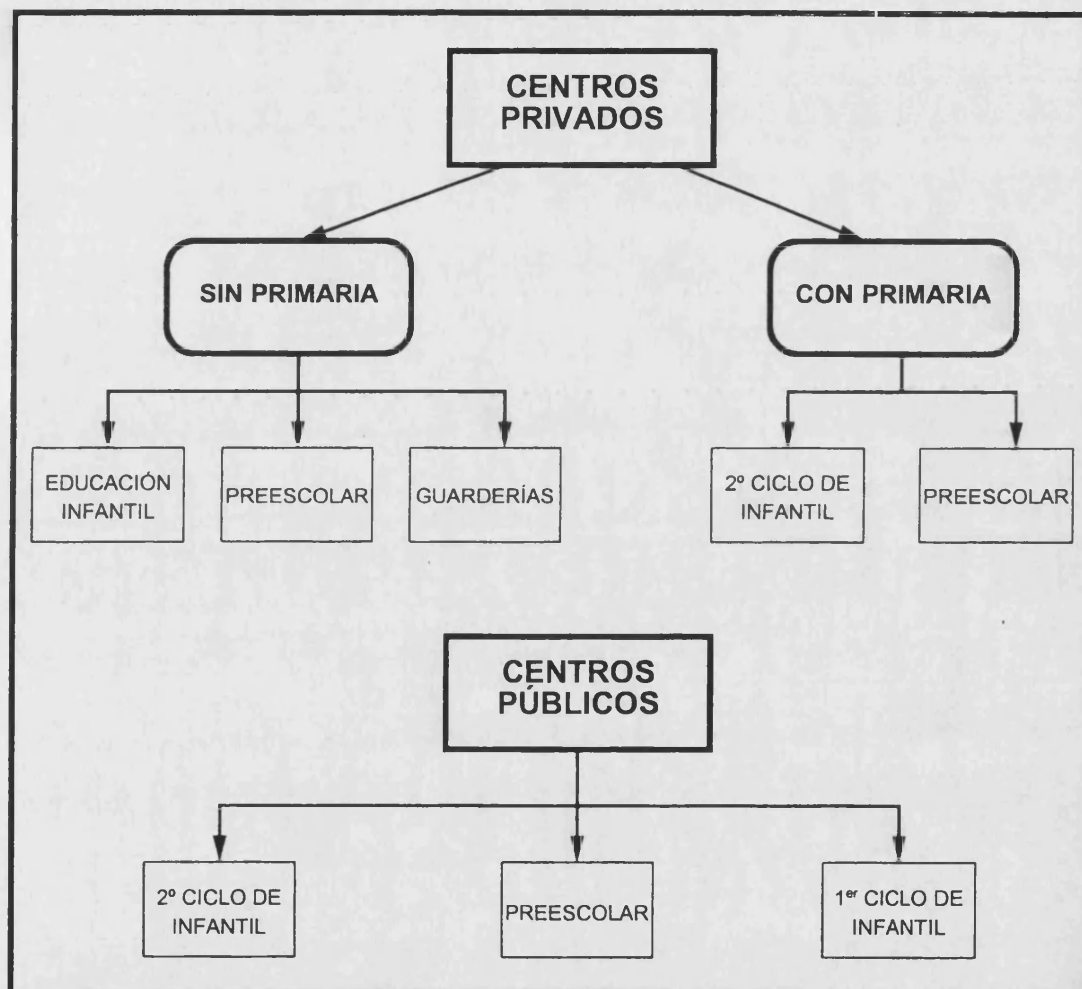 CENTROS
PRIVADOS
SIN PRIMARIA
CON PRIMARIA
EDUCACIÓN
INFANTIL
PREESCOLAR
GUARDERÍAS
2º CICLO DE
INFANTIL
PREESCOLAR
CENTROS
PÚBLICOS
2º CICLO DE
INFANTIL
PREESCOLAR
1er CICLO DE
INFANTIL